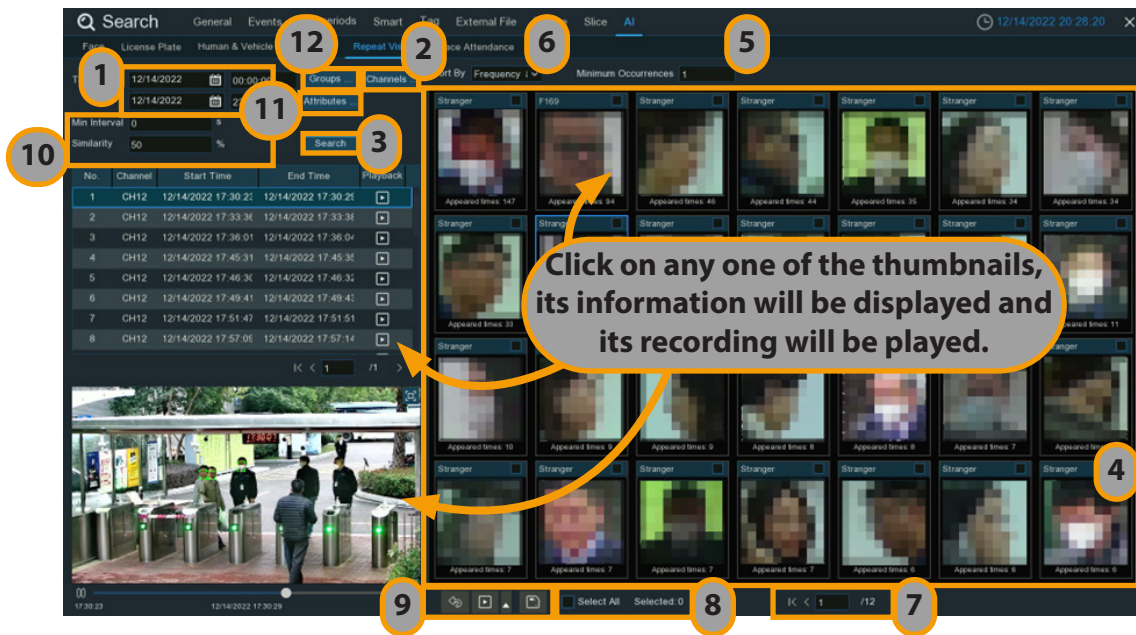 Search General Events Smart Tag External File Slice AI 12/14/2022 20:28:20
Face License Plate Human & Vehicle Repeat Attendance
12 2 6 5
1 12/14/2022 Groups ... Channels Sort By Frequency Minimum Occurrences 1
11 12/14/2022 Attributes ...
Min Interval 0 s
10 Similarity 50 % Search 3
No. Channel Start Time End Time Playback
1 CH12 12/14/2022 17:30:23 12/14/2022 17:30:29
2 CH12 12/14/2022 17:33:36 12/14/2022 17:33:38
3 CH12 12/14/2022 17:36:01 12/14/2022 17:36:04
4 CH12 12/14/2022 17:45:31 12/14/2022 17:45:35
5 CH12 12/14/2022 17:46:30 12/14/2022 17:46:32
6 CH12 12/14/2022 17:49:41 12/14/2022 17:49:43
7 CH12 12/14/2022 17:51:47 12/14/2022 17:51:51
8 CH12 12/14/2022 17:57:09 12/14/2022 17:57:14
1 /1
17:30:23 12/14/2022 17:30:29
Stranger F169 Stranger Stranger Stranger Stranger Stranger
Appeared times: 147 Appeared times: 94 Appeared times: 46 Appeared times: 44 Appeared times: 35 Appeared times: 34 Appeared times: 34
Stranger Stranger Stranger Stranger Stranger Stranger Stranger
Click on any one of the thumbnails,
its information will be displayed and
its recording will be played.
Appeared times: 33 Appeared times: 11
Stranger
Appeared times: 10 Appeared times: 9 Appeared times: 9 Appeared times: 8 Appeared times: 8 Appeared times: 7
Stranger Stranger Stranger Stranger Stranger Stranger Stranger
4
Appeared times: 7 Appeared times: 7 Appeared times: 7 Appeared times: 7 Appeared times: 6 Appeared times: 6 Appeared times: 6
9 Select All Selected: 0 8 1 /12 7